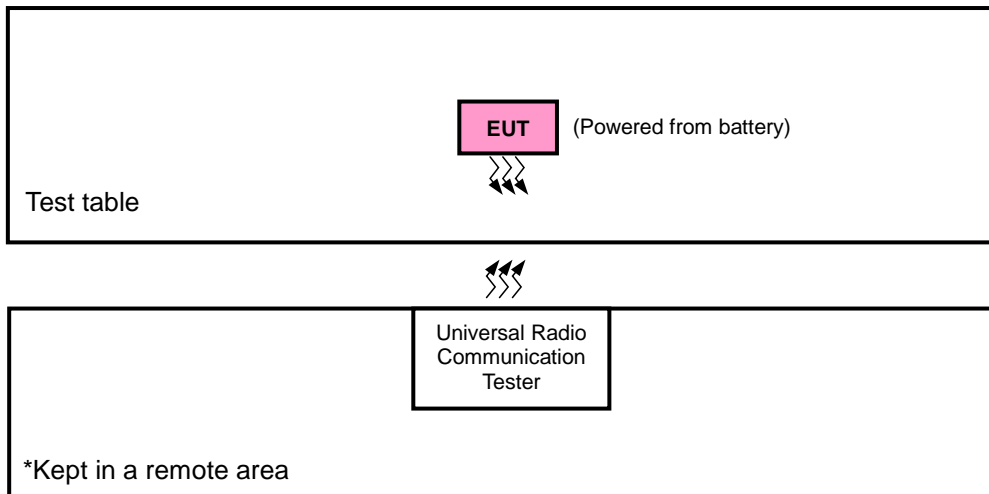 EUT
(Powered from battery)
Test table
Universal Radio
Communication
Tester
*Kept in a remote area